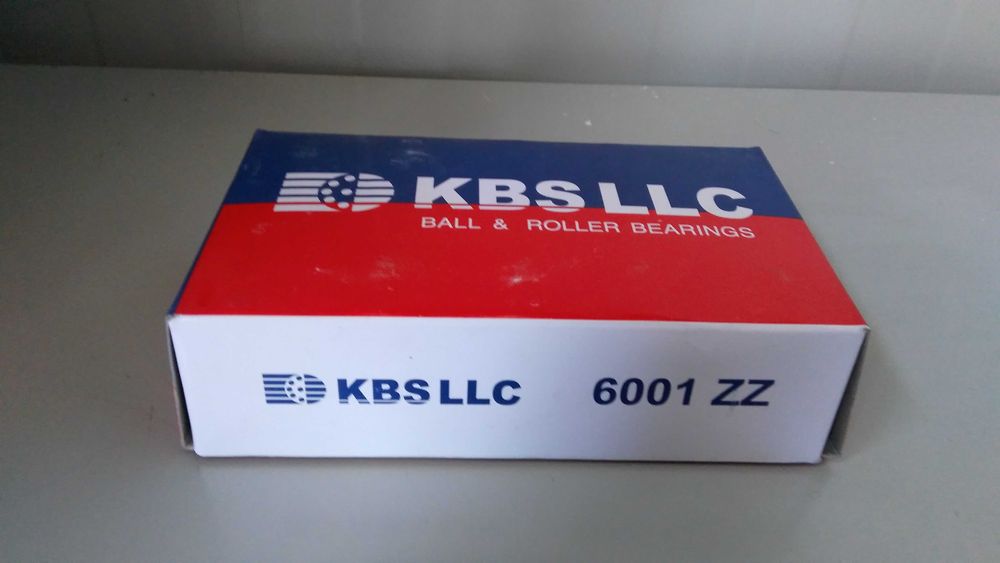 KBS LLC
BALL & ROLLER BEARINGS
KBS LLC 6001 ZZ